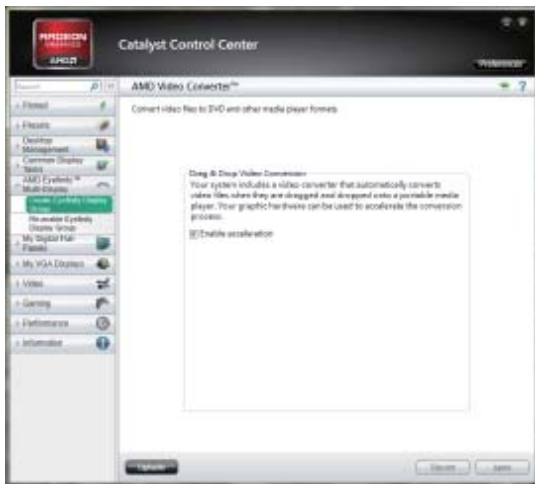 RADEON
GRAPHICS
AMD
Catalyst Control Center
Preferences
Search
AMD Video Converter™
Convert video files to DVD and other media player formats
Pinned
Presets
Desktop
Management
Common Display
Tasks
AMD Eyefinity™
Multi-Display
Create Eyefinity Display
Group
Re-enable Eyefinity
Display Group
My Digital Flat-
Panels
My VGA Displays
Video
Gaming
Performance
Information
Drag & Drop Video Conversion
Your system includes a video converter that automatically converts
video files when they are dragged and dropped onto a portable media
player. Your graphic hardware can be used to accelerate the conversion
process.
Enable acceleration
Discard
Apply